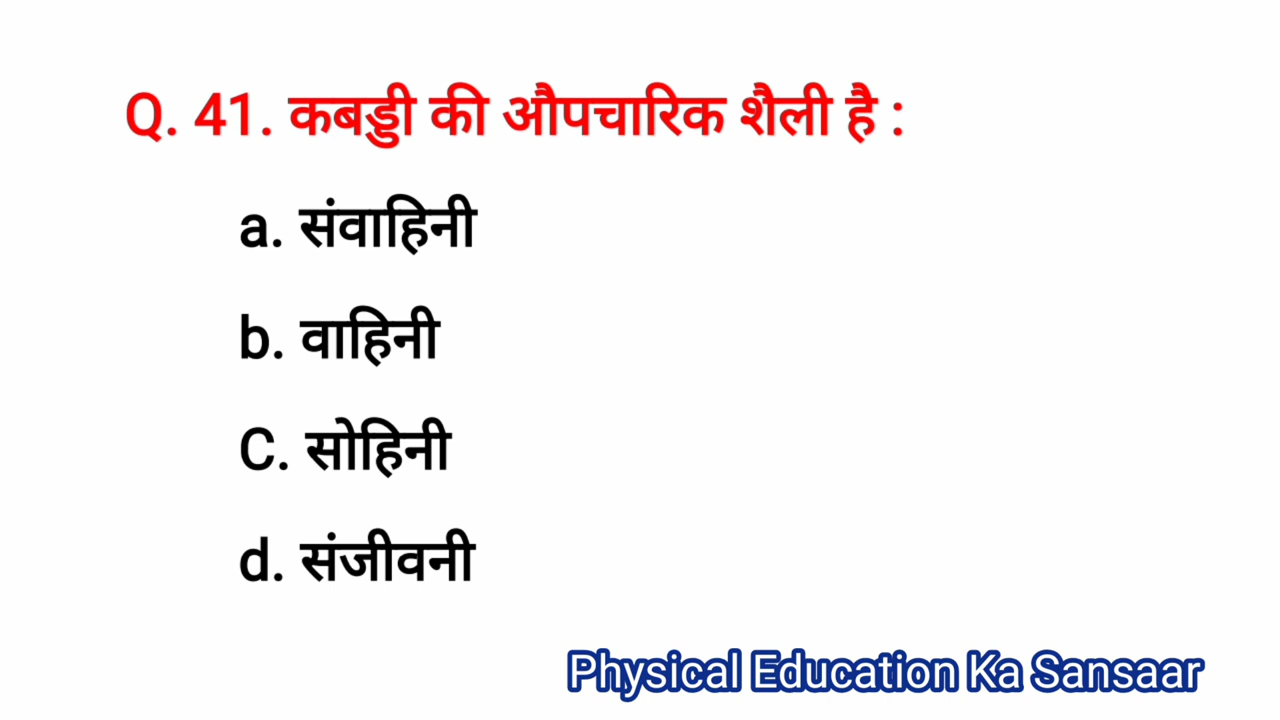 Q. 41. कबड्डी की औपचारिक शैली है :
a. संवाहिनी
b. वाहिनी
C. सोहिनी
d. संजीवनी
Physical Education Ka Sansaar